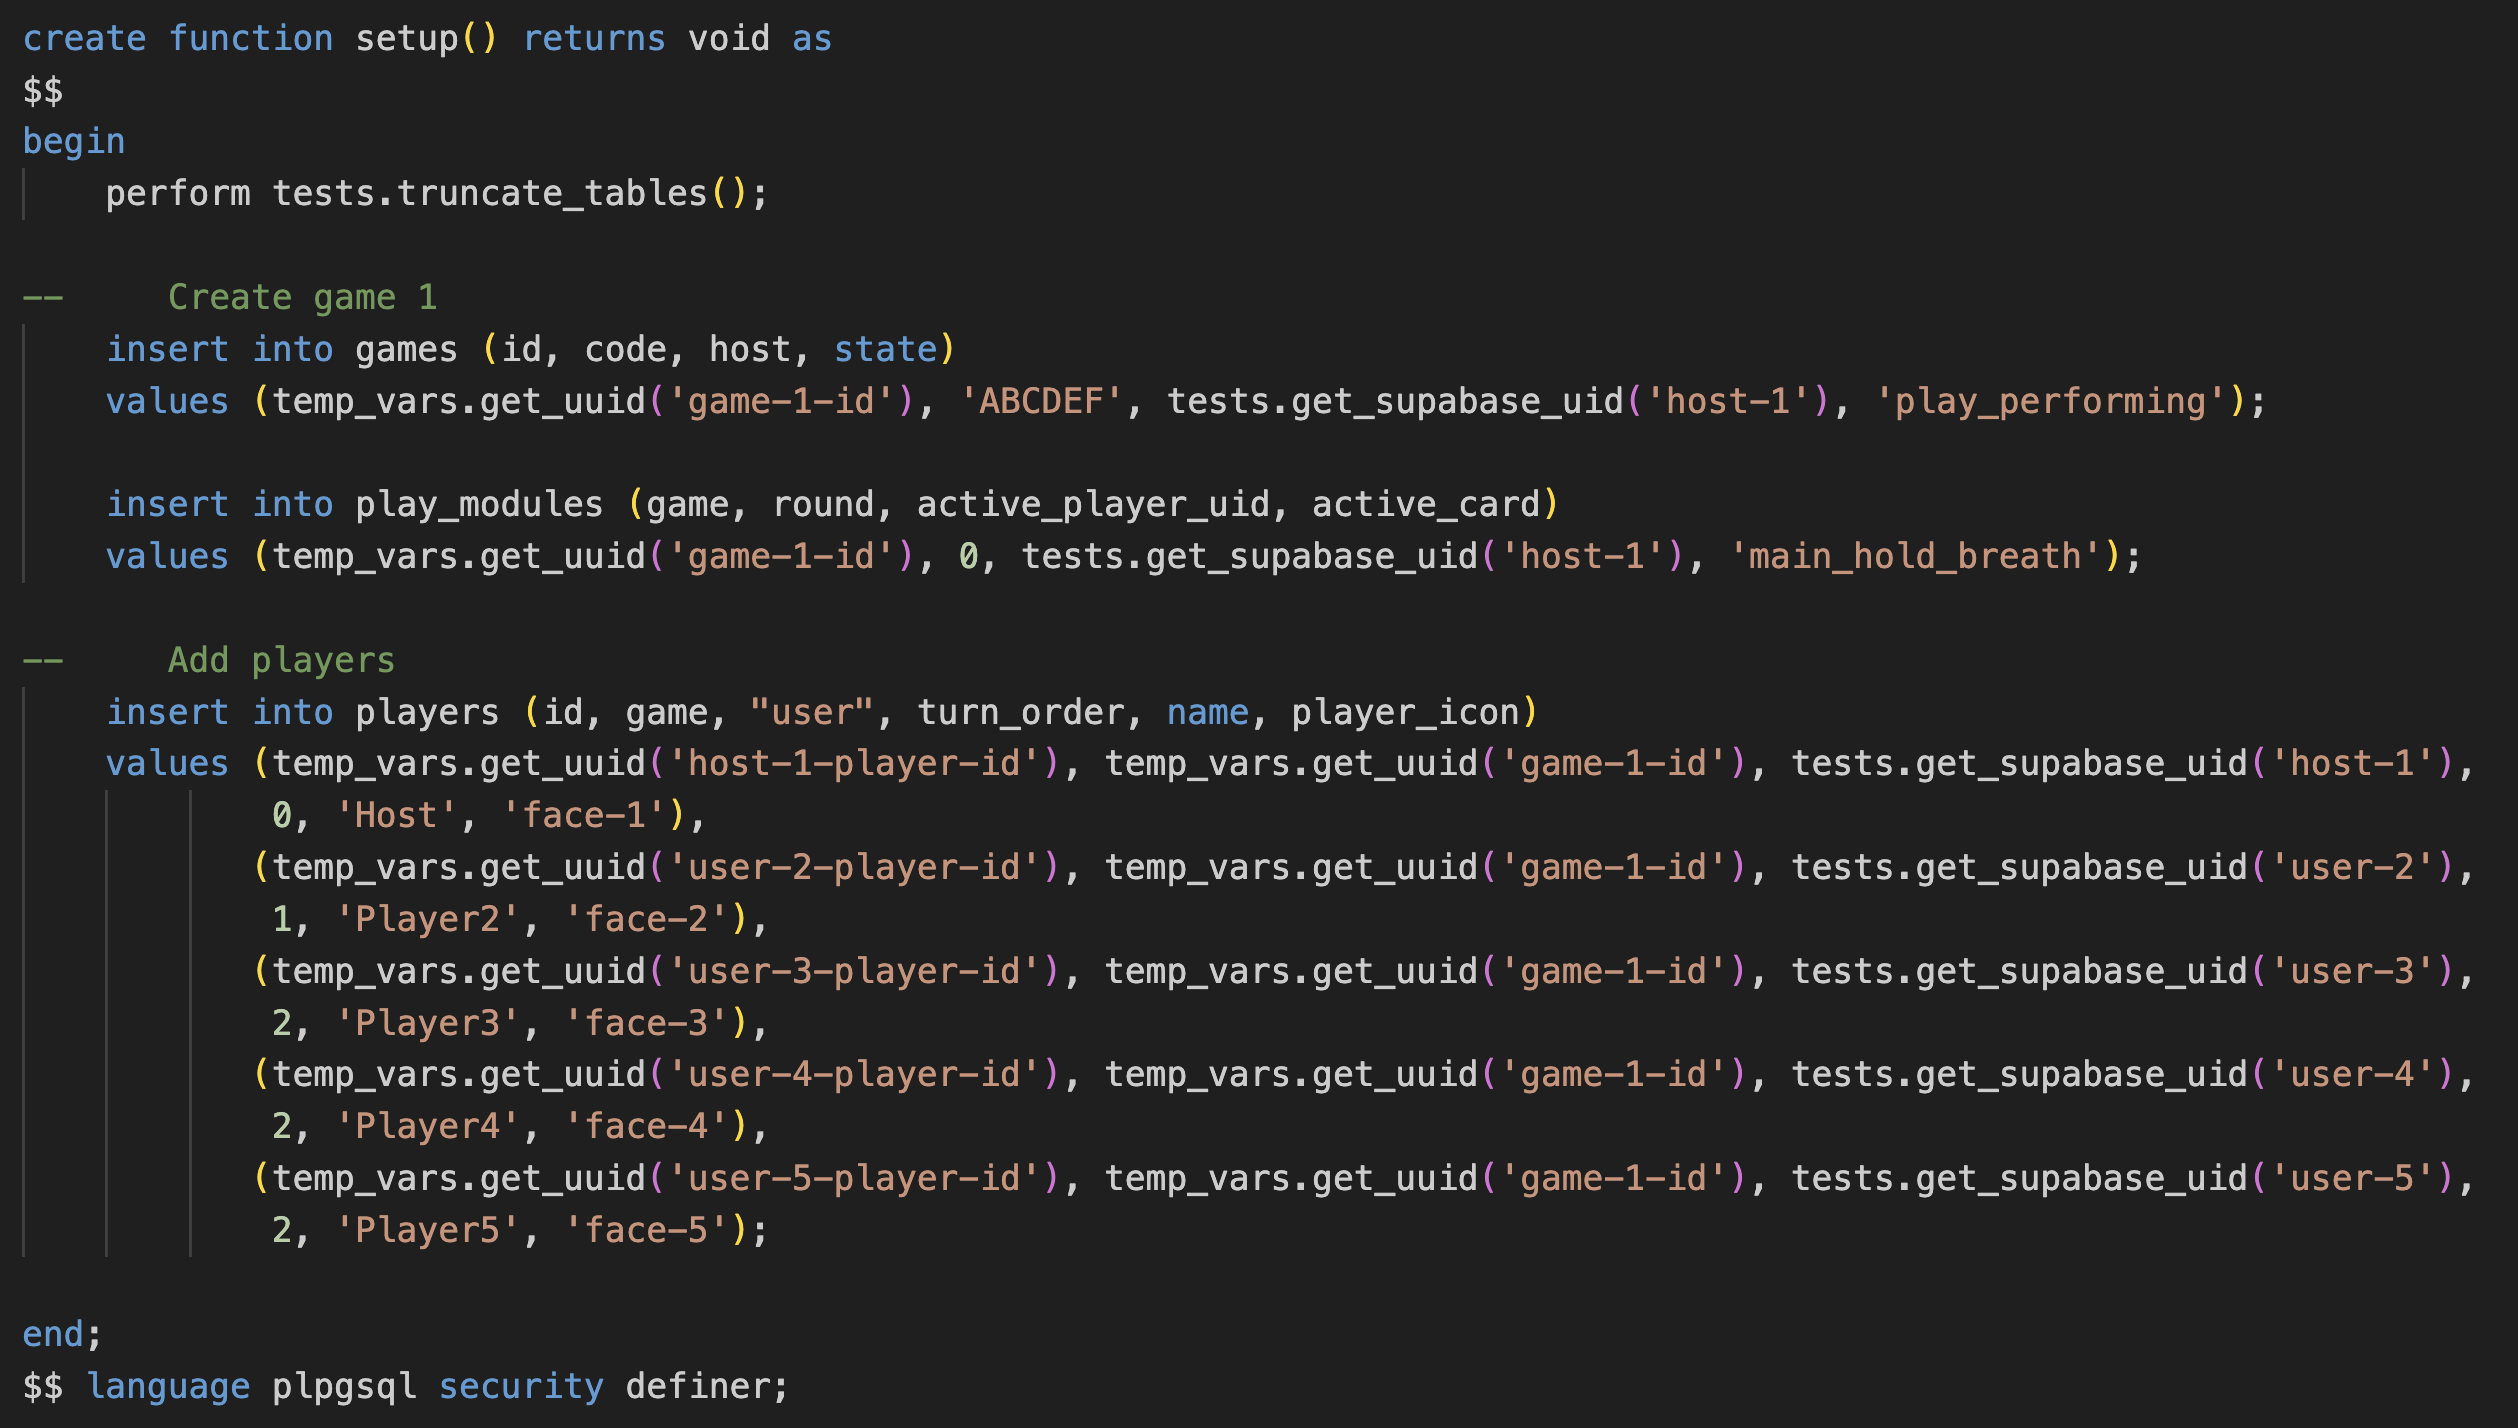 create function setup() returns void as
$$
begin
    perform tests.truncate_tables();

--     Create game 1
    insert into games (id, code, host, state)
    values (temp_vars.get_uuid('game-1-id'), 'ABCDEF', tests.get_supabase_uid('host-1'), 'play_performing');

    insert into play_modules (game, round, active_player_uid, active_card)
    values (temp_vars.get_uuid('game-1-id'), 0, tests.get_supabase_uid('host-1'), 'main_hold_breath');

--     Add players
    insert into players (id, game, "user", turn_order, name, player_icon)
    values (temp_vars.get_uuid('host-1-player-id'), temp_vars.get_uuid('game-1-id'), tests.get_supabase_uid('host-1'),
            0, 'Host', 'face-1'),
           (temp_vars.get_uuid('user-2-player-id'), temp_vars.get_uuid('game-1-id'), tests.get_supabase_uid('user-2'),
            1, 'Player2', 'face-2'),
           (temp_vars.get_uuid('user-3-player-id'), temp_vars.get_uuid('game-1-id'), tests.get_supabase_uid('user-3'),
            2, 'Player3', 'face-3'),
           (temp_vars.get_uuid('user-4-player-id'), temp_vars.get_uuid('game-1-id'), tests.get_supabase_uid('user-4'),
            2, 'Player4', 'face-4'),
           (temp_vars.get_uuid('user-5-player-id'), temp_vars.get_uuid('game-1-id'), tests.get_supabase_uid('user-5'),
            2, 'Player5', 'face-5');

end;
$$ language plpgsql security definer;